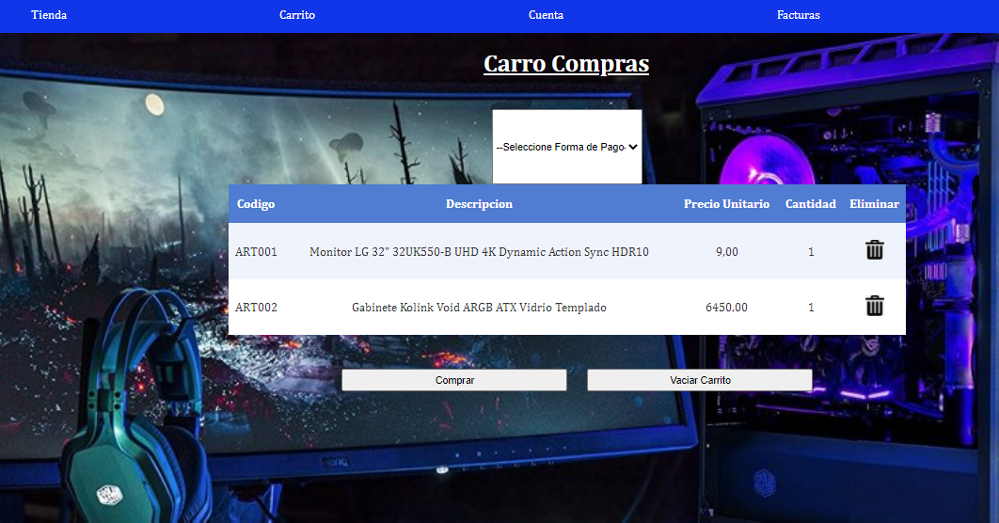 Tienda Carrito Cuenta Facturas
Carro Compras
--Seleccione Forma de Pago-
Codigo Descripcion Precio Unitario Cantidad Eliminar
ART001 Monitor LG 32" 32UK550-B UHD 4K Dynamic Action Sync HDR10 9,00 1
ART002 Gabinete Kolink Void ARGB ATX Vidrio Templado 6450,00 1
Comprar Vaciar Carrito